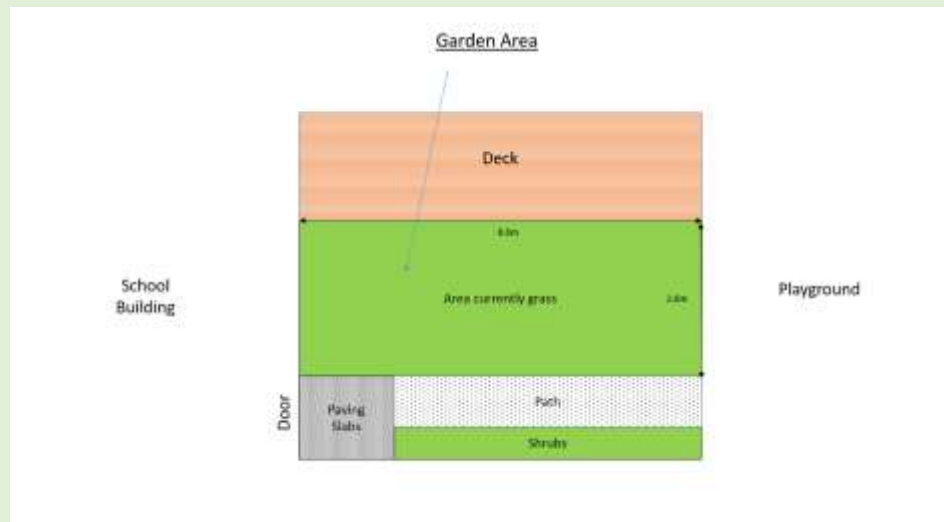 Garden Area
Deck
Area currently grass
School
Building
Playground
Door
Paving
Slabs
Path
Shrubs